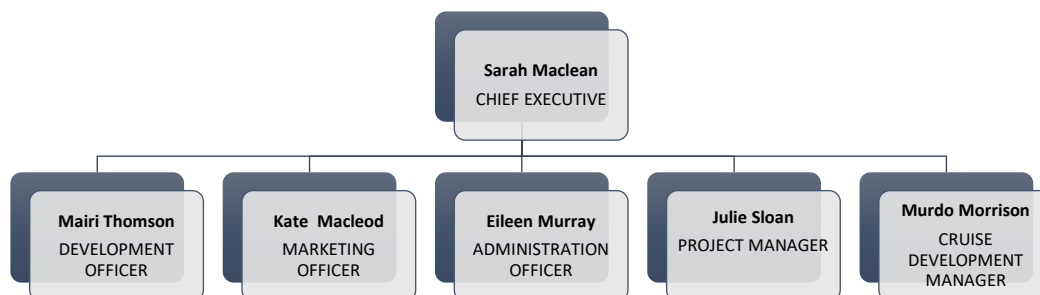 Sarah Maclean
CHIEF EXECUTIVE
Mairi Thomson
DEVELOPMENT
OFFICER
Kate Macleod
MARKETING
OFFICER
Eileen Murray
ADMINISTRATION
OFFICER
Julie Sloan
PROJECT MANAGER
Murdo Morrison
CRUISE
DEVELOPMENT
MANAGER